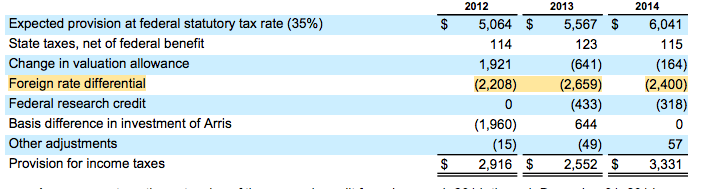 2012 2013 2014
Expected provision at federal statutory tax rate (35%) $ 5,064 $ 5,567 $ 6,041
State taxes, net of federal benefit 114 123 115
Change in valuation allowance 1,921 (641) (164)
Foreign rate differential (2,208) (2,659) (2,400)
Federal research credit 0 (433) (318)
Basis difference in investment of Arris (1,960) 644 0
Other adjustments (15) (49) 57
Provision for income taxes $ 2,916 $ 2,552 $ 3,331